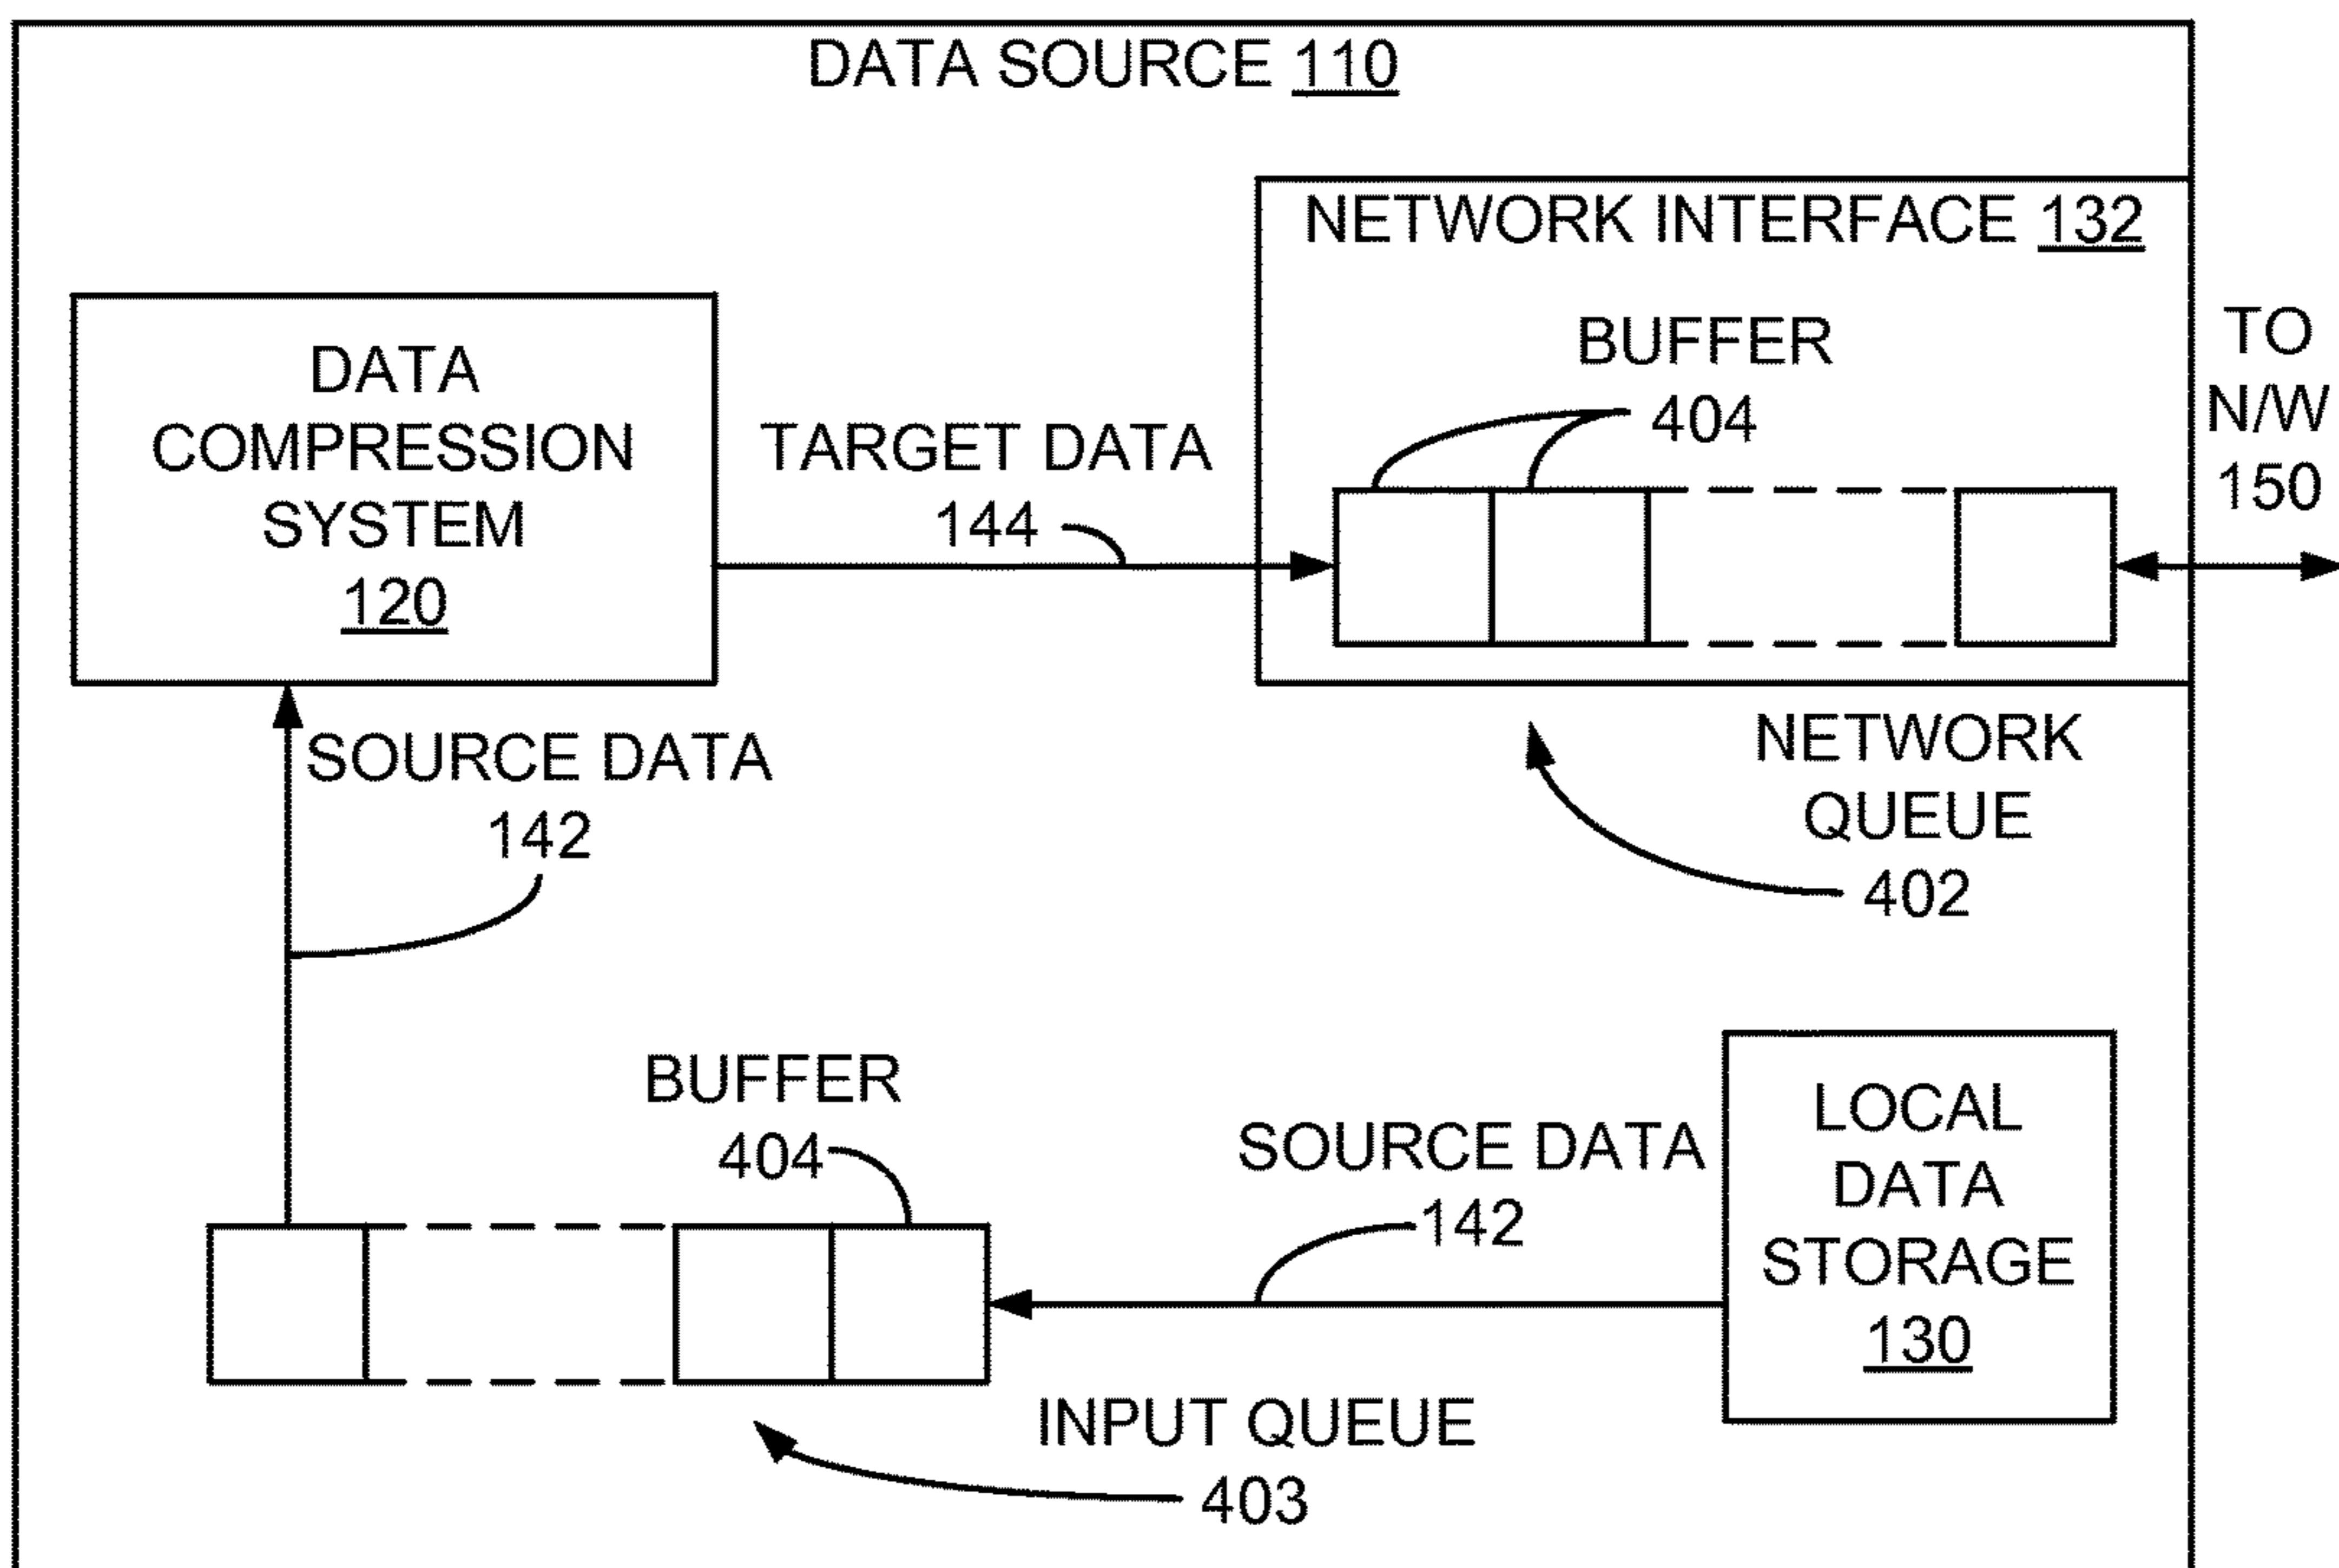 DATA SOURCE 110
NETWORK INTERFACE 132
DATA
COMPRESSION
SYSTEM
120
TARGET DATA
144
BUFFER
404
TO
N/W
150
SOURCE DATA
142
NETWORK
QUEUE
402
BUFFER
404
SOURCE DATA
142
LOCAL
DATA
STORAGE
130
INPUT QUEUE
403